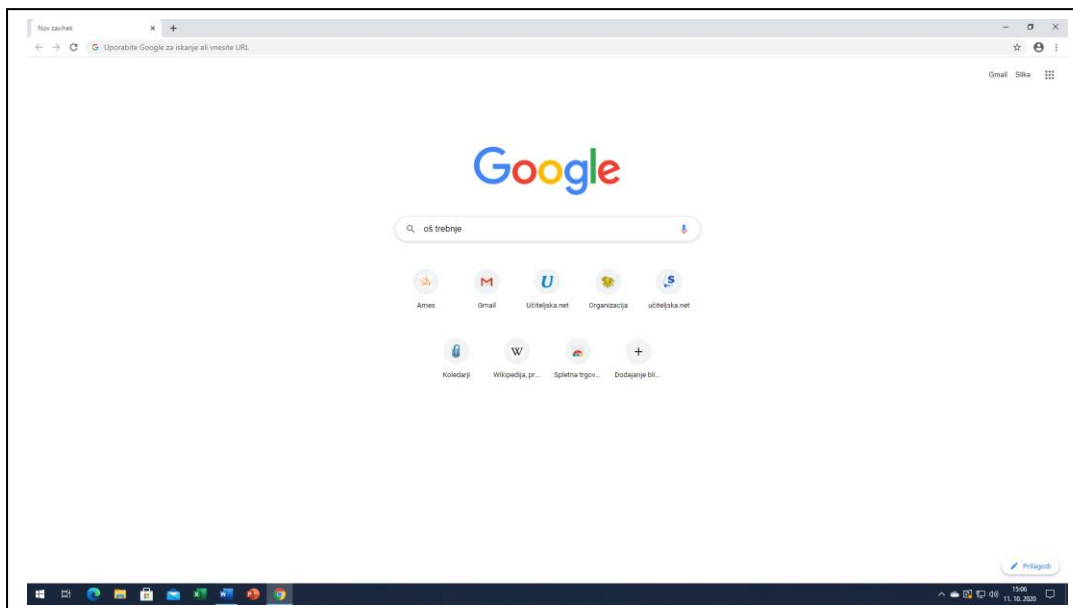 Nov zavihek
Uporabite Google za iskanje ali vnesite URL
Gmail Slike
Google
oš trebnje
Ames Gmail Učiteljska.net Organizacija učiteljska.net
Koledarji Wikipedija, pr... Spletna trgov... Dodajanje bli...
Prilagodi
15:06
11. 10. 2020